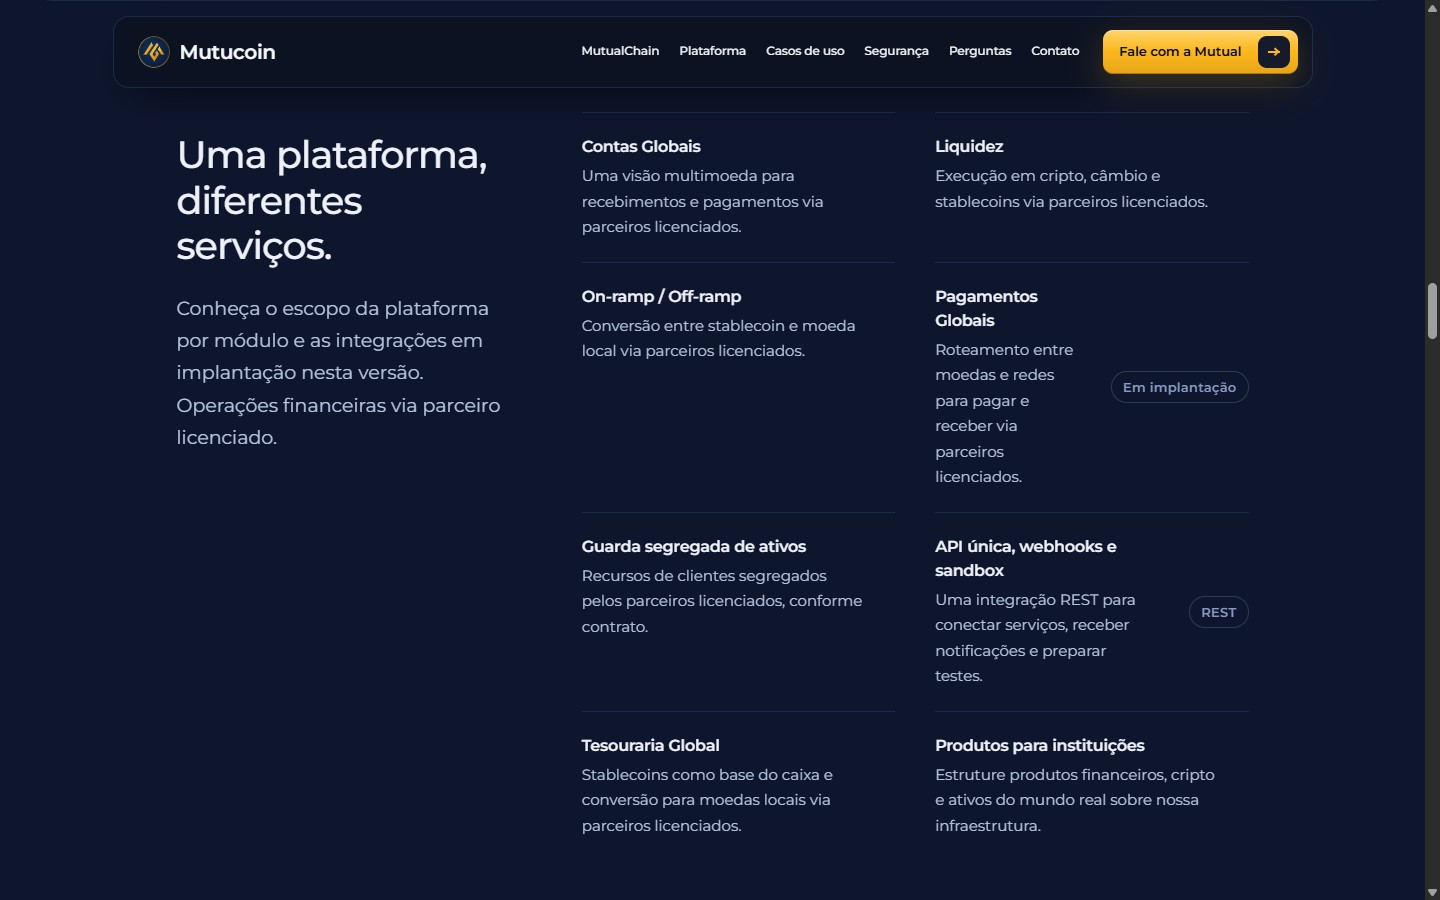 Mutucoin
MutualChain
Plataforma
Casos de uso
Segurança
Perguntas
Contato
Fale com a Mutual
Uma plataforma,
diferentes
serviços.
Conheça o escopo da plataforma
por módulo e as integrações em
implantação nesta versão.
Operações financeiras via parceiro
licenciado.
Contas Globais
Uma visão multimoeda para
recebimentos e pagamentos via
parceiros licenciados.
Liquidez
Execução em cripto, câmbio e
stablecoins via parceiros licenciados.
On-ramp / Off-ramp
Conversão entre stablecoin e moeda
local via parceiros licenciados.
Pagamentos
Globais
Roteamento entre
moedas e redes
para pagar e
receber via
parceiros
licenciados.
Em implantação
Guarda segregada de ativos
Recursos de clientes segregados
pelos parceiros licenciados, conforme
contrato.
API única, webhooks e
sandbox
Uma integração REST para
conectar serviços, receber
notificações e preparar
testes.
REST
Tesouraria Global
Stablecoins como base do caixa e
conversão para moedas locais via
parceiros licenciados.
Produtos para instituições
Estruture produtos financeiros, cripto
e ativos do mundo real sobre nossa
infraestrutura.